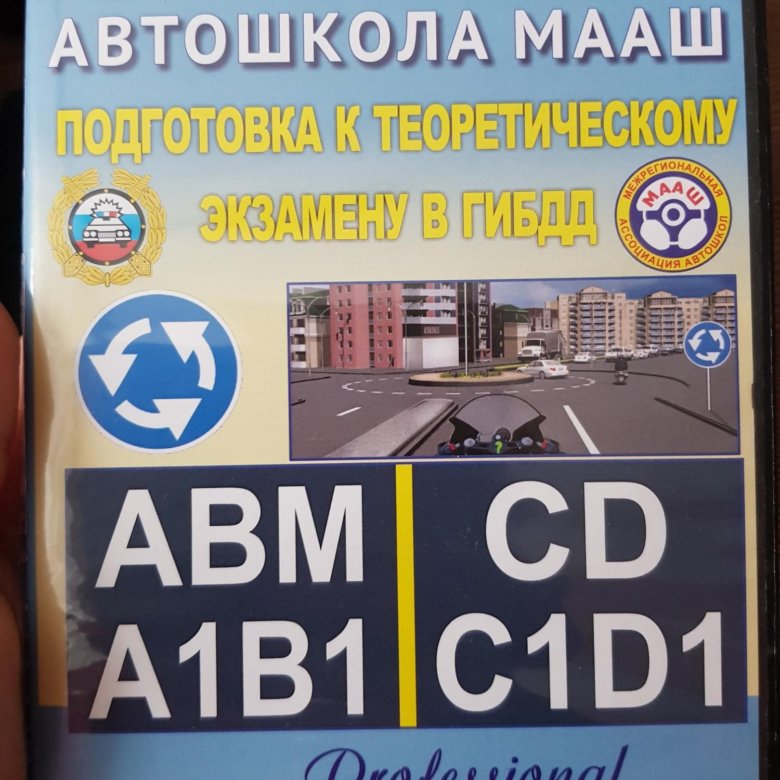 АВТОШКОЛА МААШ
ПОДГОТОВКА К ТЕОРЕТИЧЕСКОМУ
ЭКЗАМЕНУ В ГИБДД
МЕЖРЕГИОНАЛЬНАЯ
МААШ
АССОЦИАЦИЯ АВТОШКОЛ
ABM
CD
A1B1
C1D1
Professional